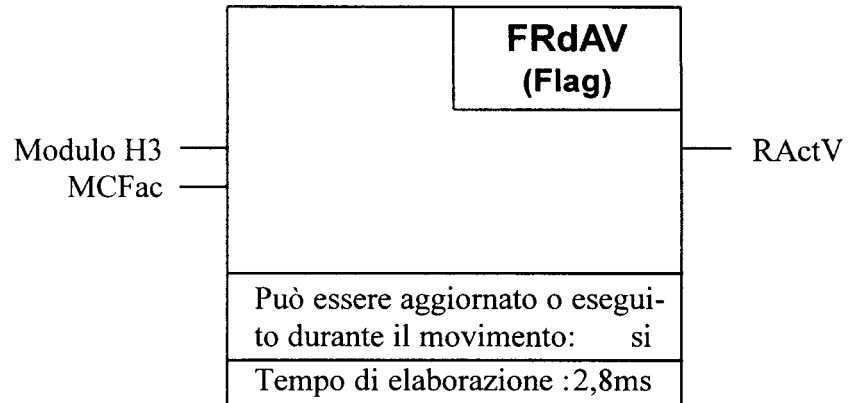 FRdAV
(Flag)
Modulo H3
RActV
MCFac
Può essere aggiornato o esegui-
to durante il movimento: si
Tempo di elaborazione :2,8ms